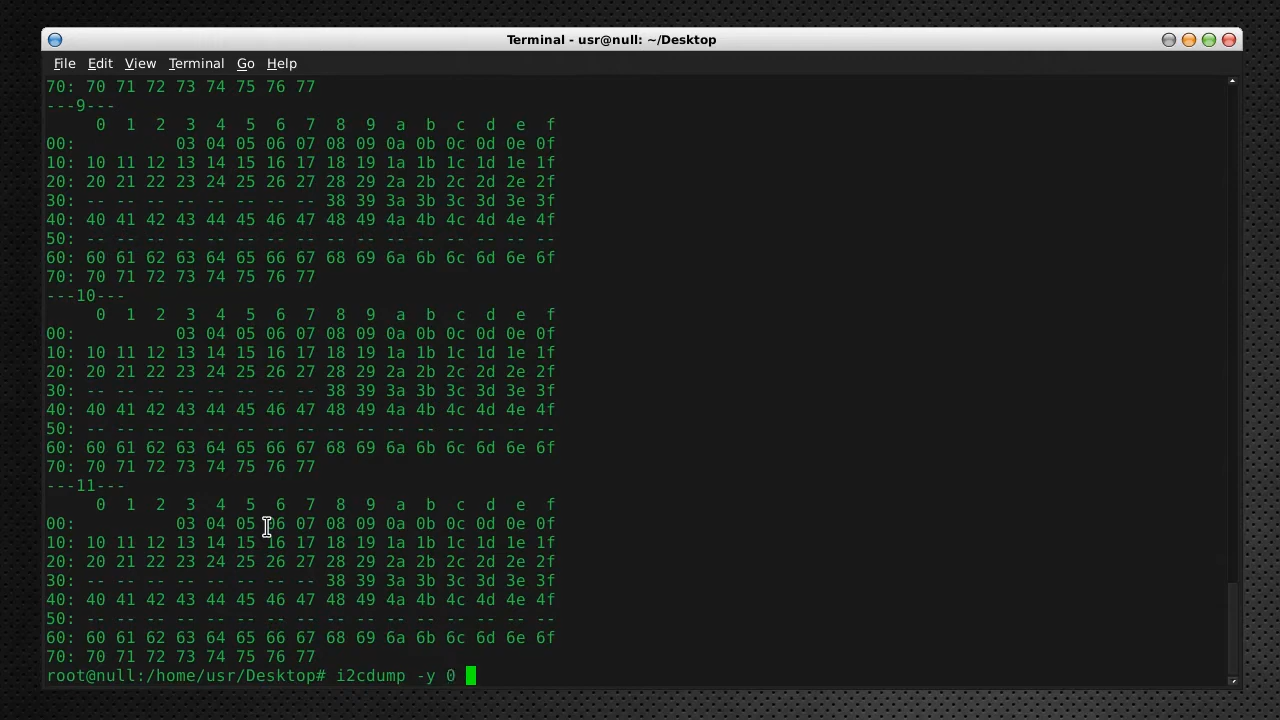 Terminal - usr@null: ~/Desktop
File Edit View Terminal Go Help
70: 70 71 72 73 74 75 76 77
---9---
     0  1  2  3  4  5  6  7  8  9  a  b  c  d  e  f
00:          03 04 05 06 07 08 09 0a 0b 0c 0d 0e 0f
10: 10 11 12 13 14 15 16 17 18 19 1a 1b 1c 1d 1e 1f
20: 20 21 22 23 24 25 26 27 28 29 2a 2b 2c 2d 2e 2f
30: -- -- -- -- -- -- -- -- 38 39 3a 3b 3c 3d 3e 3f
40: 40 41 42 43 44 45 46 47 48 49 4a 4b 4c 4d 4e 4f
50: -- -- -- -- -- -- -- -- -- -- -- -- -- -- -- --
60: 60 61 62 63 64 65 66 67 68 69 6a 6b 6c 6d 6e 6f
70: 70 71 72 73 74 75 76 77
---10---
     0  1  2  3  4  5  6  7  8  9  a  b  c  d  e  f
00:          03 04 05 06 07 08 09 0a 0b 0c 0d 0e 0f
10: 10 11 12 13 14 15 16 17 18 19 1a 1b 1c 1d 1e 1f
20: 20 21 22 23 24 25 26 27 28 29 2a 2b 2c 2d 2e 2f
30: -- -- -- -- -- -- -- -- 38 39 3a 3b 3c 3d 3e 3f
40: 40 41 42 43 44 45 46 47 48 49 4a 4b 4c 4d 4e 4f
50: -- -- -- -- -- -- -- -- -- -- -- -- -- -- -- --
60: 60 61 62 63 64 65 66 67 68 69 6a 6b 6c 6d 6e 6f
70: 70 71 72 73 74 75 76 77
---11---
     0  1  2  3  4  5  6  7  8  9  a  b  c  d  e  f
00:          03 04 05 06 07 08 09 0a 0b 0c 0d 0e 0f
10: 10 11 12 13 14 15 16 17 18 19 1a 1b 1c 1d 1e 1f
20: 20 21 22 23 24 25 26 27 28 29 2a 2b 2c 2d 2e 2f
30: -- -- -- -- -- -- -- -- 38 39 3a 3b 3c 3d 3e 3f
40: 40 41 42 43 44 45 46 47 48 49 4a 4b 4c 4d 4e 4f
50: -- -- -- -- -- -- -- -- -- -- -- -- -- -- -- --
60: 60 61 62 63 64 65 66 67 68 69 6a 6b 6c 6d 6e 6f
70: 70 71 72 73 74 75 76 77
root@null:/home/usr/Desktop# i2cdump -y 0